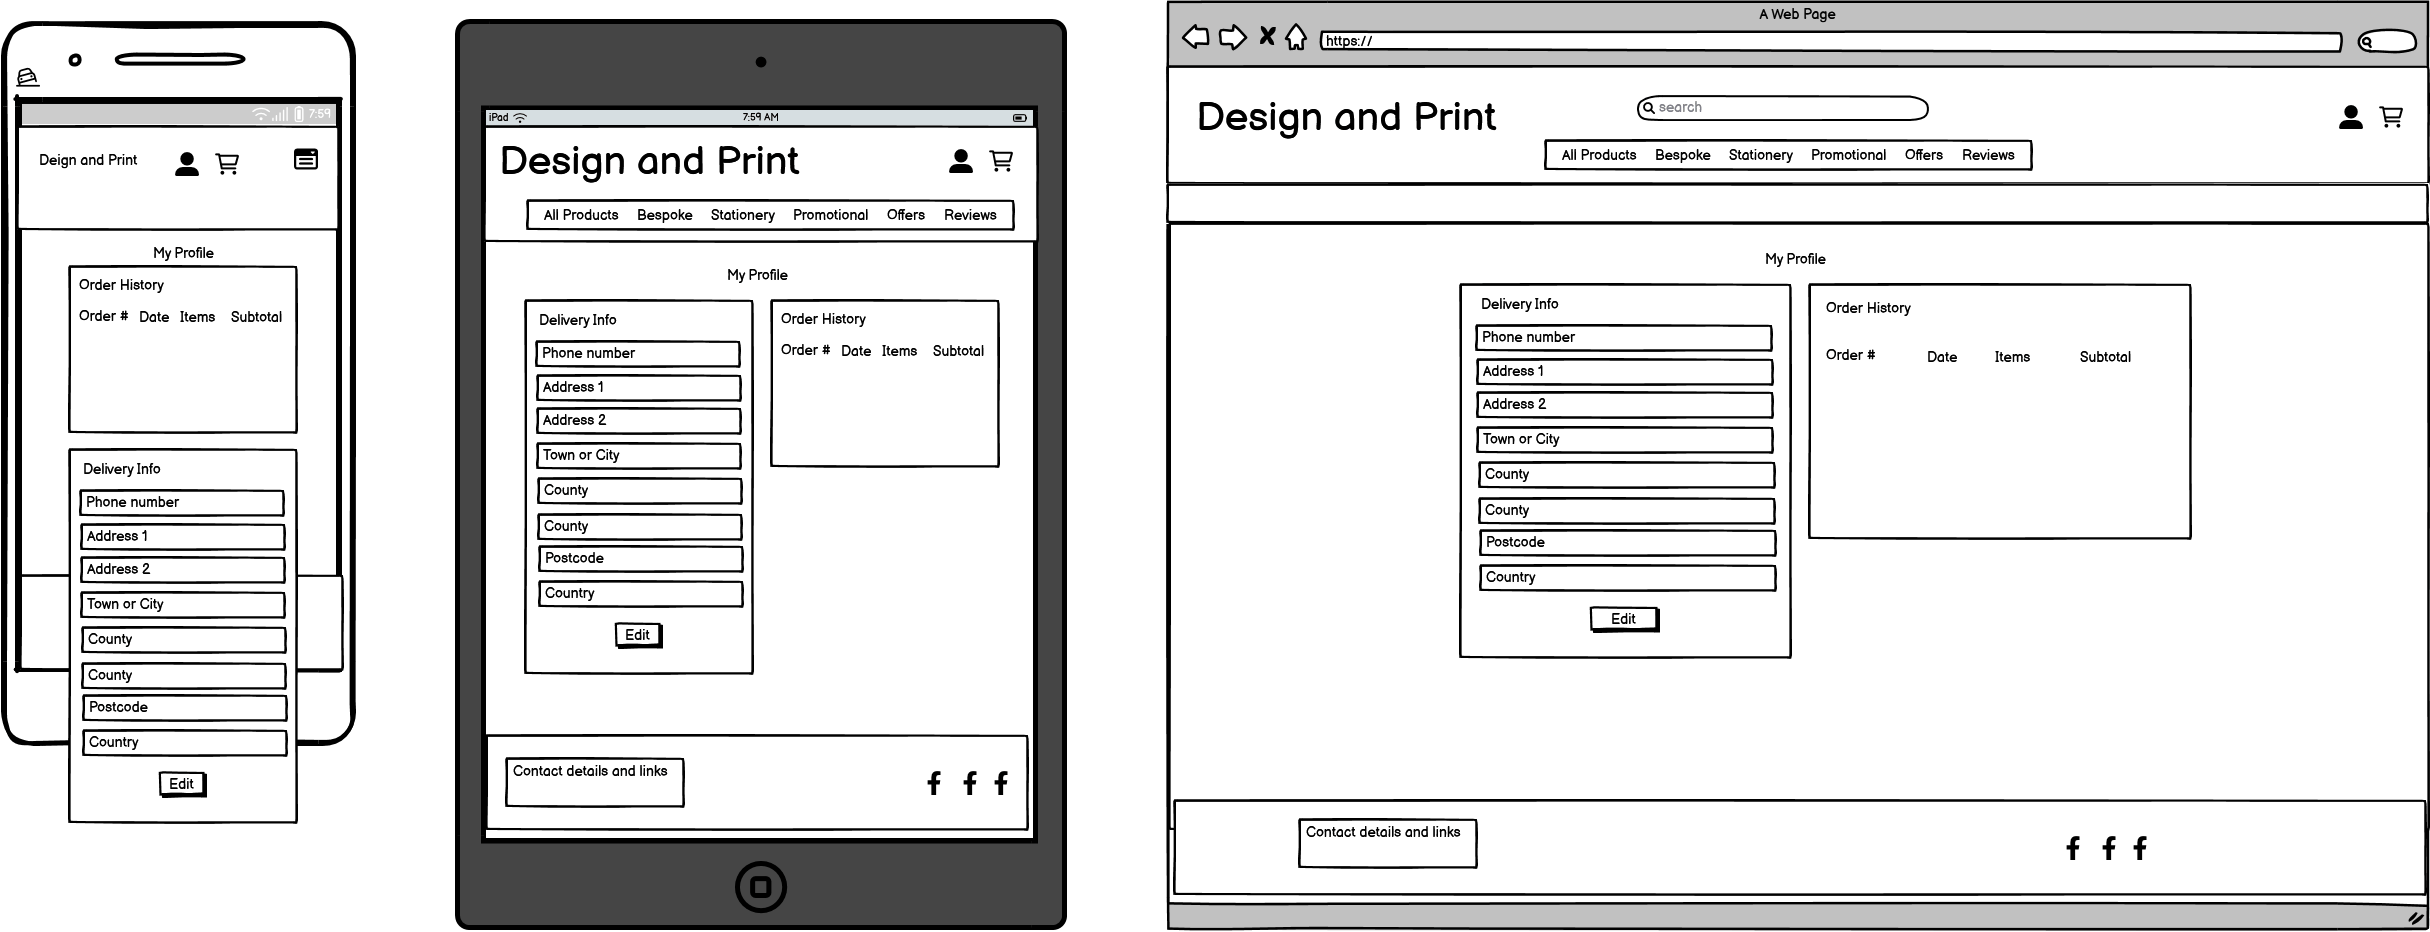 7:59
Deign and Print
My Profile
Order History
Order # Date Items Subtotal
Delivery Info
Phone number
Address 1
Address 2
Town or City
County
County
Postcode
Country
Edit
iPad 7:59 AM
Design and Print
All Products Bespoke Stationery Promotional Offers Reviews
My Profile
Delivery Info
Phone number
Address 1
Address 2
Town or City
County
County
Postcode
Country
Edit
Order History
Order # Date Items Subtotal
Contact details and links
A Web Page
https://
Design and Print
search
All Products Bespoke Stationery Promotional Offers Reviews
My Profile
Delivery Info
Phone number
Address 1
Address 2
Town or City
County
County
Postcode
Country
Edit
Order History
Order # Date Items Subtotal
Contact details and links